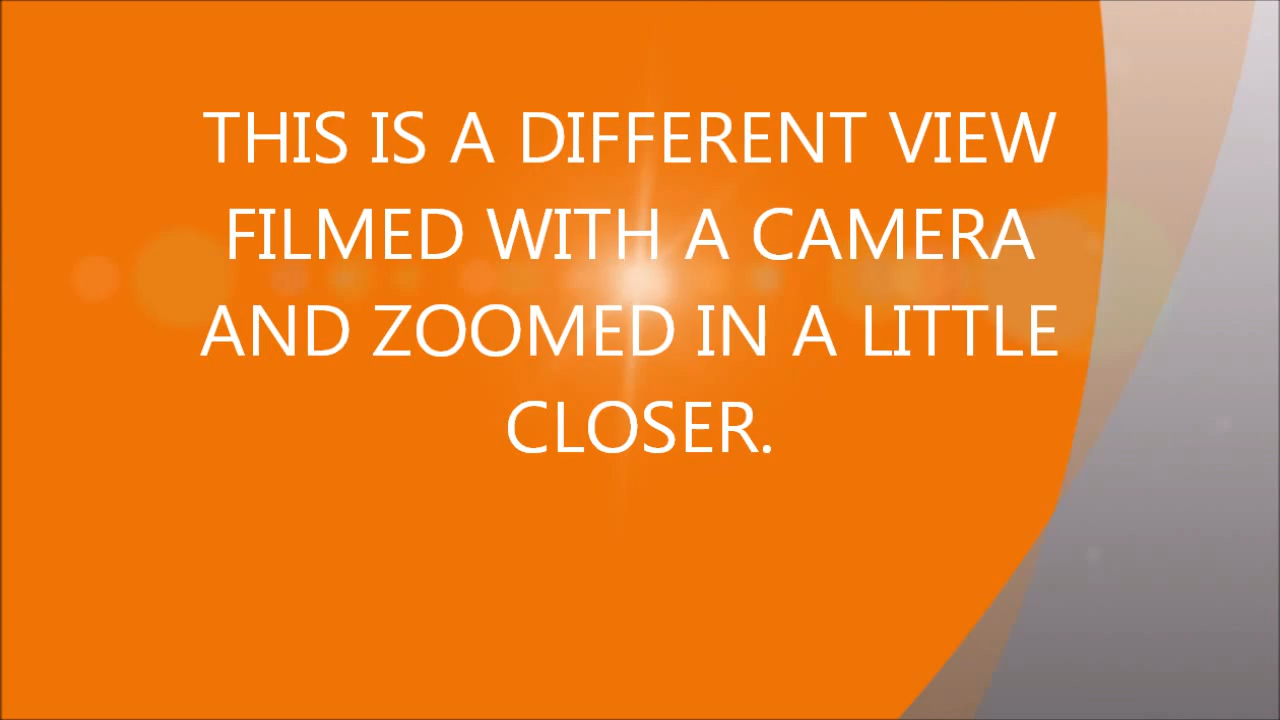 THIS IS A DIFFERENT VIEW
FILMED WITH A CAMERA
AND ZOOMED IN A LITTLE
CLOSER.